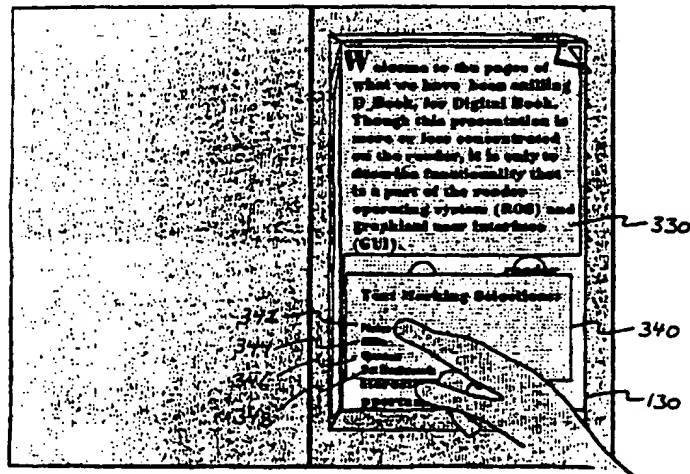 Welcome to the pages of
what we have been calling
D_Book, for Digital Book.
Though this presentation is
more or less concentrated
on the reader, it is only to
describe functionality that
is a part of the reader
operating system (ROS) and
graphical user interface
(GUI).
330
reader
Text Marking Selections:
342
340
344
346
348
130